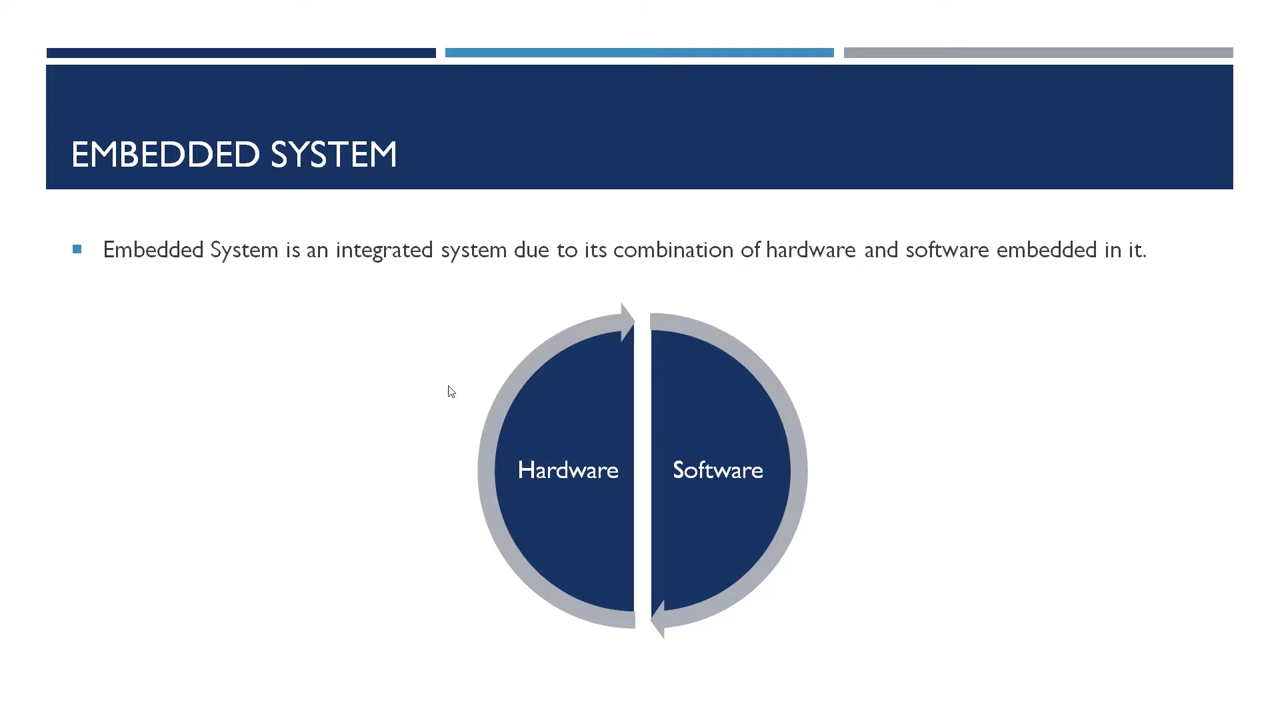 EMBEDDED SYSTEM
Embedded System is an integrated system due to its combination of hardware and software embedded in it.
Hardware
Software